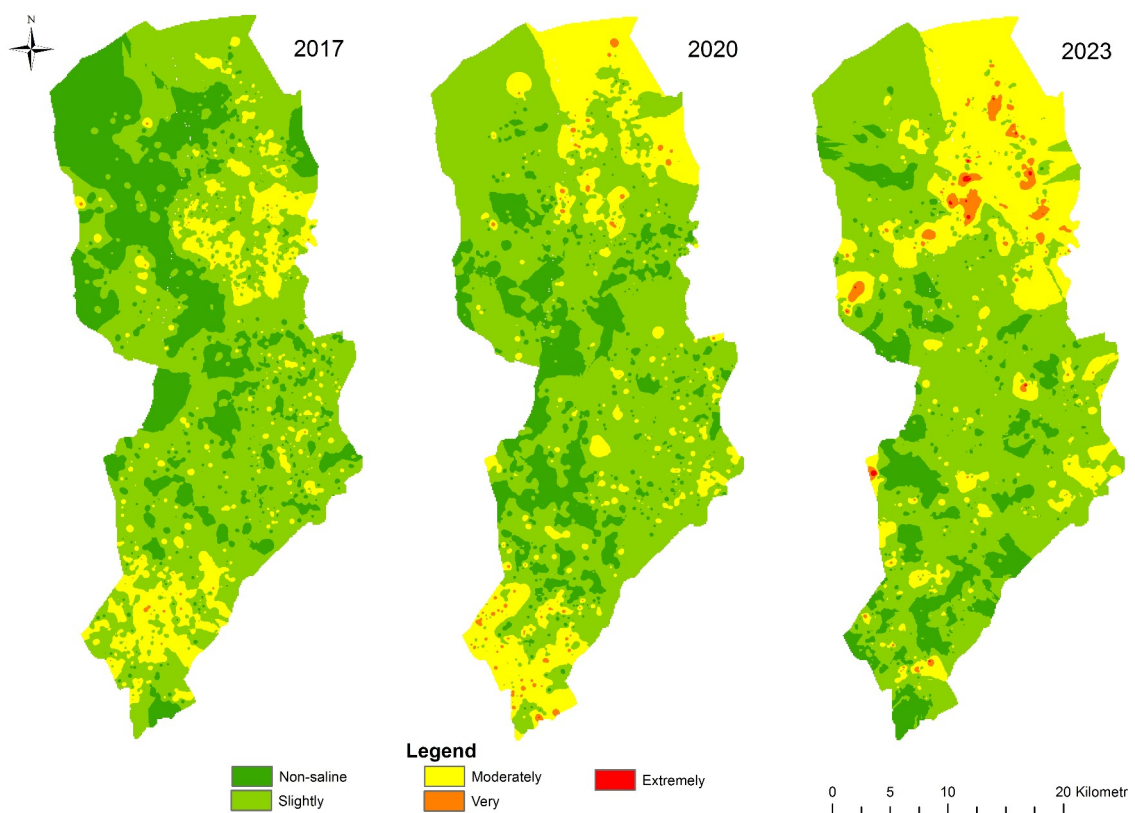 N
2017
2020
2023
Legend
Non-saline
Slightly
Moderately
Very
Extremely
0 5 10 20 Kilometr